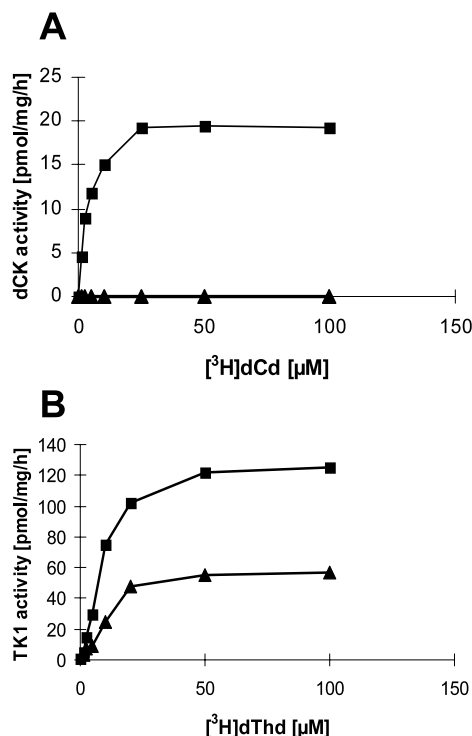 A
25
20
15
10
5
0
dCK activity [pmol/mg/h]
0 50 100 150
[³H]dCd [µM]
B
140
120
100
80
60
40
20
0
TK1 activity [pmol/mg/h]
0 50 100 150
[³H]dThd [µM]